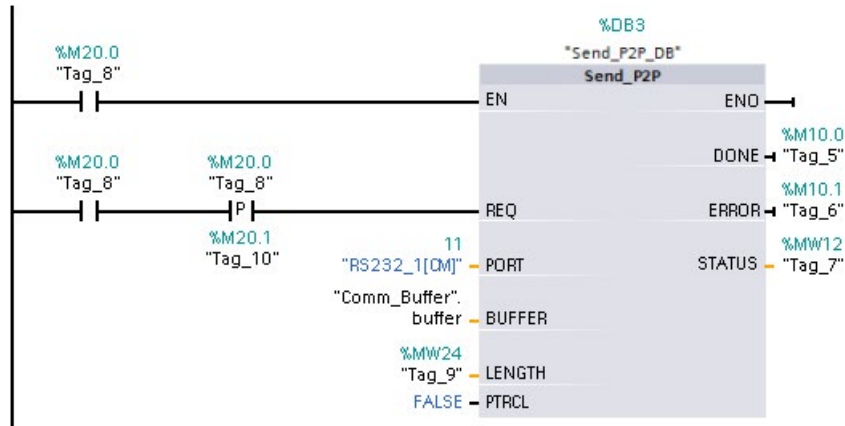 %DB3
"Send_P2P_DB"
Send_P2P
%M20.0
"Tag_8"
EN
ENO
DONE
%M10.0
"Tag_5"
%M20.0
"Tag_8"
%M20.0
"Tag_8"
P
%M20.1
"Tag_10"
REQ
ERROR
%M10.1
"Tag_6"
11
"RS232_1[CM]"
PORT
STATUS
%MW12
"Tag_7"
"Comm_Buffer".
buffer
BUFFER
%MW24
"Tag_9"
LENGTH
FALSE
PTRCL